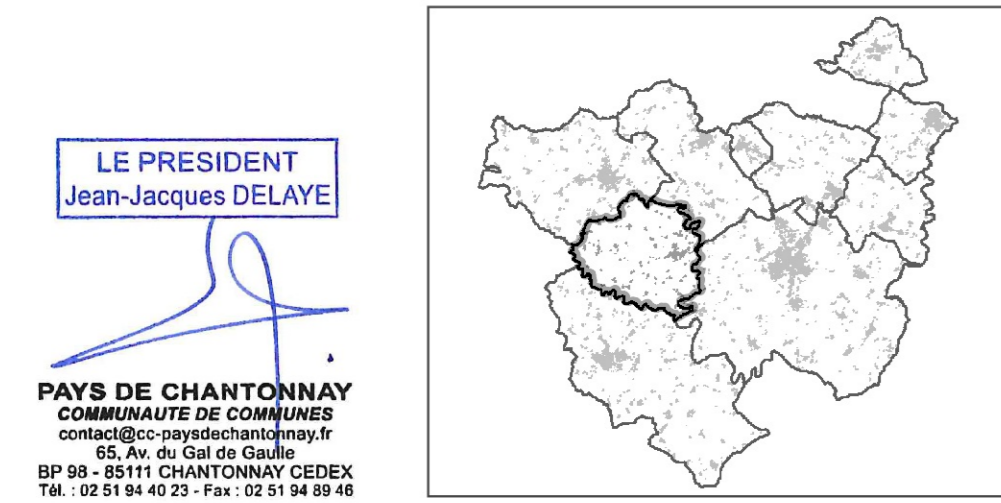 LE PRESIDENT
Jean-Jacques DELAYE
PAYS DE CHANTONNAY
COMMUNAUTE DE COMMUNES
contact@cc-paysdechantonnay.fr
65, Av. du Gal de Gaulle
BP 98 - 85111 CHANTONNAY CEDEX
Tél. : 02 51 94 40 23 - Fax : 02 51 94 89 46